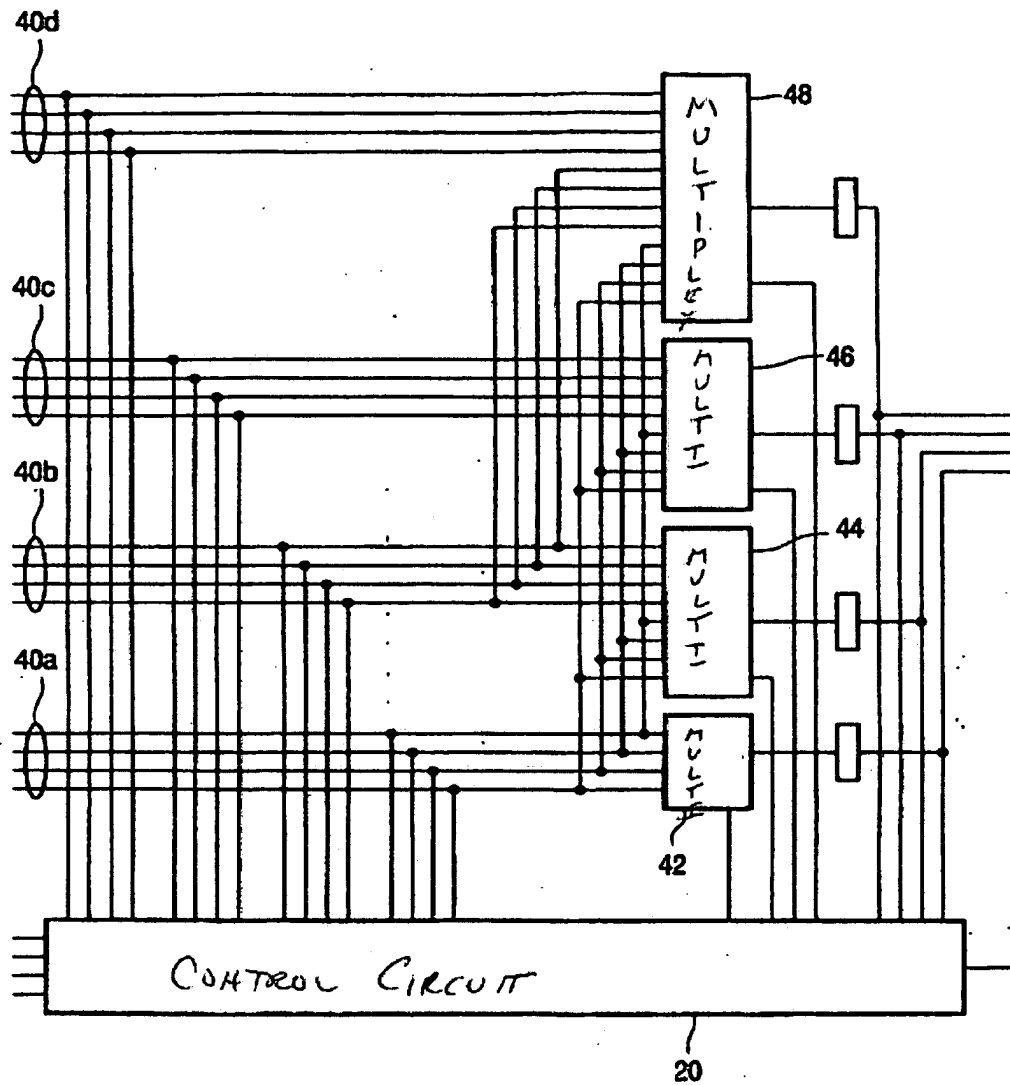 40d
48
MULTIPLEX
40c
46
MULTI
40b
44
MULTI
40a
MULTI
42
CONTROL CIRCUIT
20